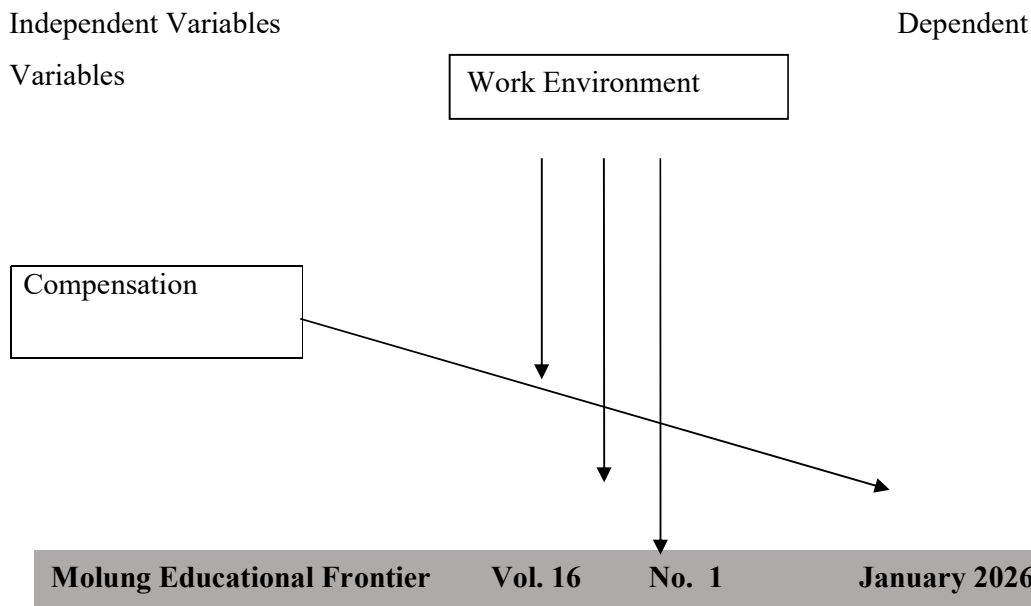 Independent Variables Dependent
Variables
Work Environment
Compensation
Molung Educational Frontier Vol. 16 No. 1 January 2026